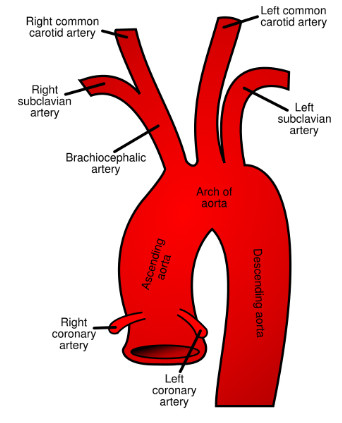 Right common
carotid artery
Left common
carotid artery
Right
subclavian
artery
Left
subclavian
artery
Brachiocephalic
artery
Arch of
aorta
Ascending
aorta
Descending aorta
Right
coronary
artery
Left
coronary
artery